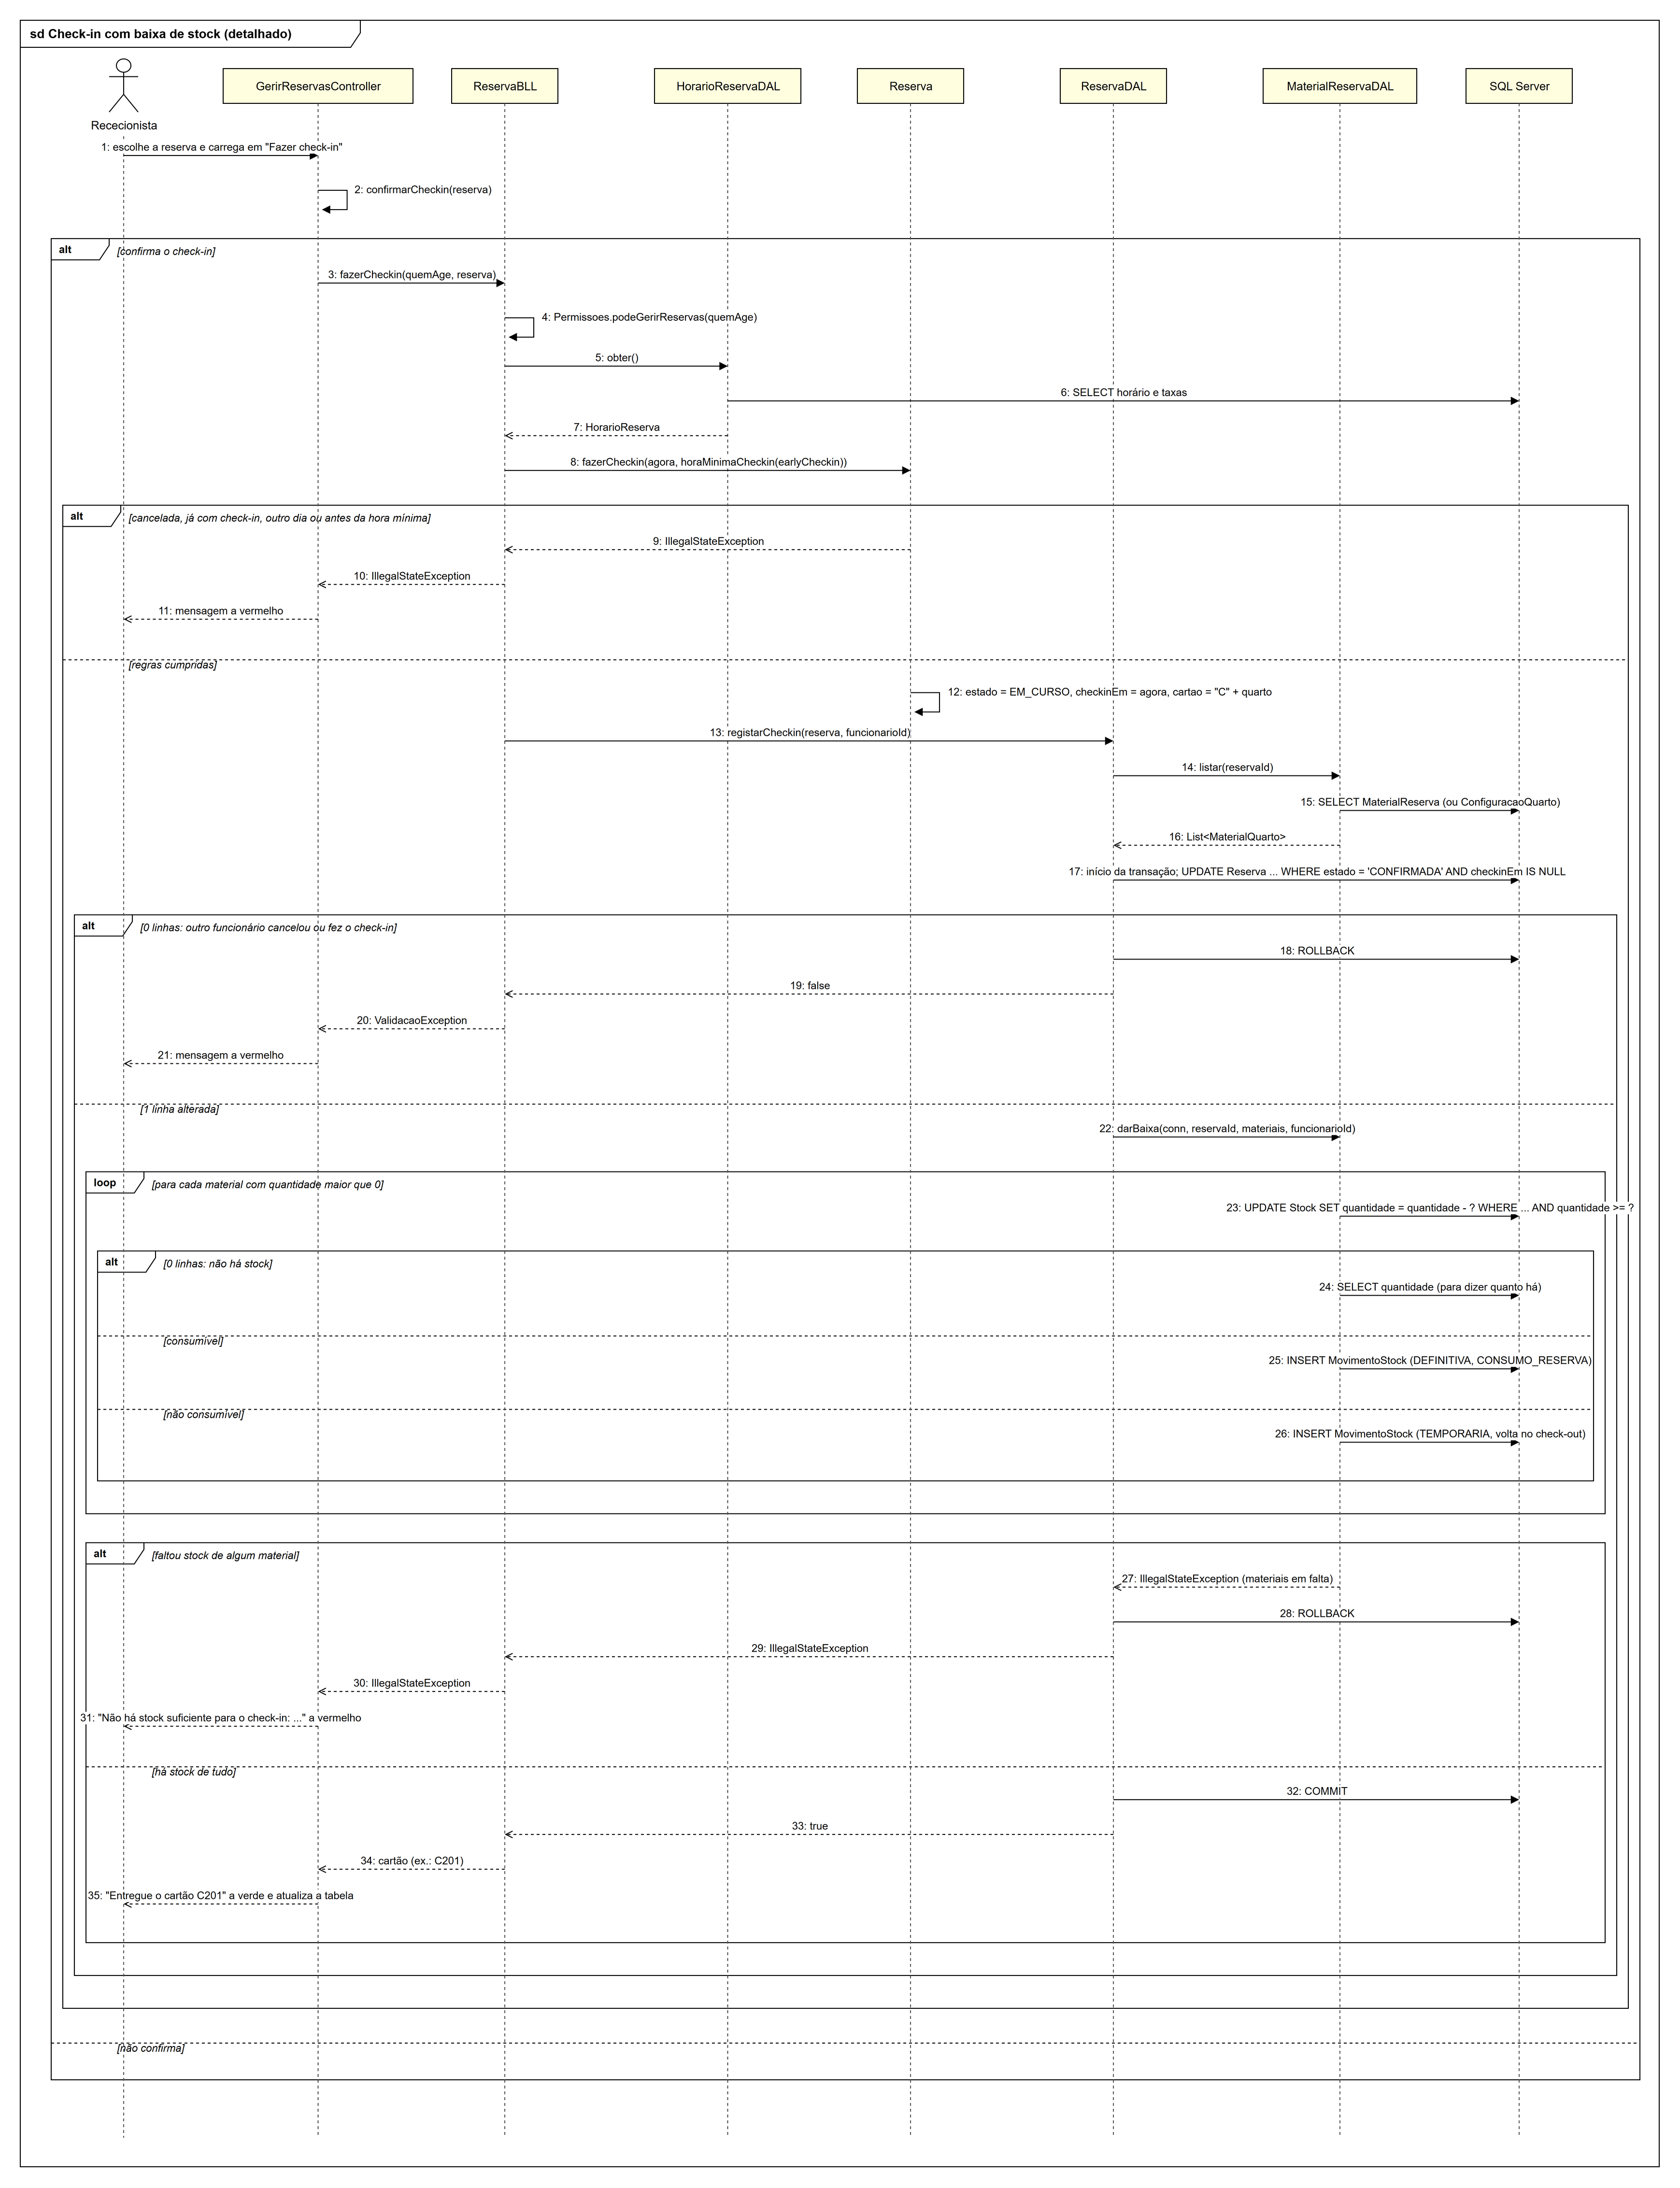 sd Check-in com baixa de stock (detalhado)
Rececionista
GerirReservasController
ReservaBLL
HorarioReservaDAL
Reserva
ReservaDAL
MaterialReservaDAL
SQL Server
1: escolhe a reserva e carrega em "Fazer check-in"
2: confirmarCheckin(reserva)
alt
[confirma o check-in]
3: fazerCheckin(quemAge, reserva)
4: Permissoes.podeGerirReservas(quemAge)
5: obter()
6: SELECT horário e taxas
7: HorarioReserva
8: fazerCheckin(agora, horaMinimaCheckin(earlyCheckin))
alt
[cancelada, já com check-in, outro dia ou antes da hora mínima]
9: IllegalStateException
10: IllegalStateException
11: mensagem a vermelho
[regras cumpridas]
12: estado = EM_CURSO, checkinEm = agora, cartao = "C" + quarto
13: registarCheckin(reserva, funcionarioId)
14: listar(reservaId)
15: SELECT MaterialReserva (ou ConfiguracaoQuarto)
16: List<MaterialQuarto>
17: início da transação; UPDATE Reserva ... WHERE estado = 'CONFIRMADA' AND checkinEm IS NULL
alt
[0 linhas: outro funcionário cancelou ou fez o check-in]
18: ROLLBACK
19: false
20: ValidacaoException
21: mensagem a vermelho
[1 linha alterada]
22: darBaixa(conn, reservaId, materiais, funcionarioId)
loop
[para cada material com quantidade maior que 0]
23: UPDATE Stock SET quantidade = quantidade - ? WHERE ... AND quantidade >= ?
alt
[0 linhas: não há stock]
24: SELECT quantidade (para dizer quanto há)
[consumível]
25: INSERT MovimentoStock (DEFINITIVA, CONSUMO_RESERVA)
[não consumível]
26: INSERT MovimentoStock (TEMPORARIA, volta no check-out)
alt
[faltou stock de algum material]
27: IllegalStateException (materiais em falta)
28: ROLLBACK
29: IllegalStateException
30: IllegalStateException
31: "Não há stock suficiente para o check-in: ..." a vermelho
[há stock de tudo]
32: COMMIT
33: true
34: cartão (ex.: C201)
35: "Entregue o cartão C201" a verde e atualiza a tabela
[não confirma]